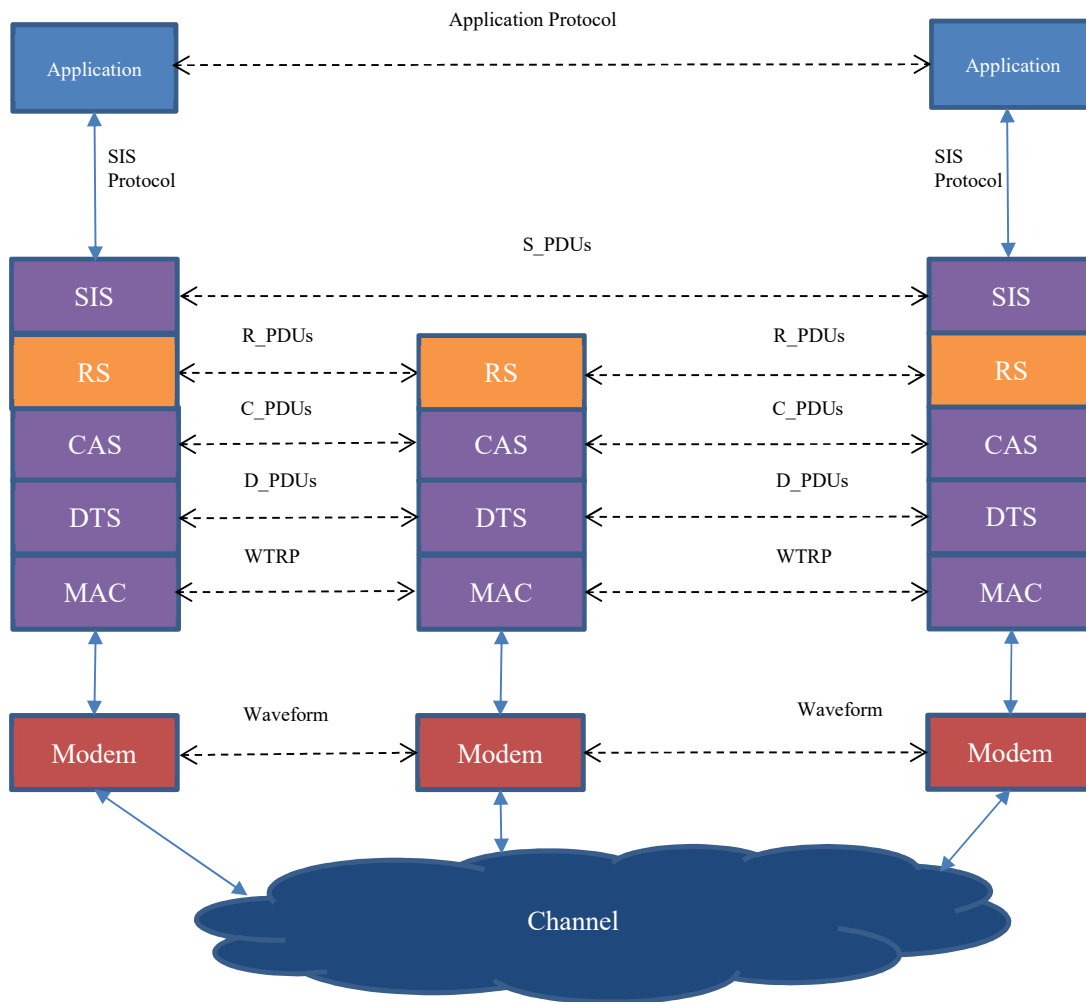 Application Protocol
Application
Application
SIS
Protocol
SIS
Protocol
S_PDUs
SIS
SIS
R_PDUs
R_PDUs
RS
RS
RS
C_PDUs
C_PDUs
CAS
CAS
CAS
D_PDUs
D_PDUs
DTS
DTS
DTS
WTRP
WTRP
MAC
MAC
MAC
Waveform
Waveform
Modem
Modem
Modem
Channel